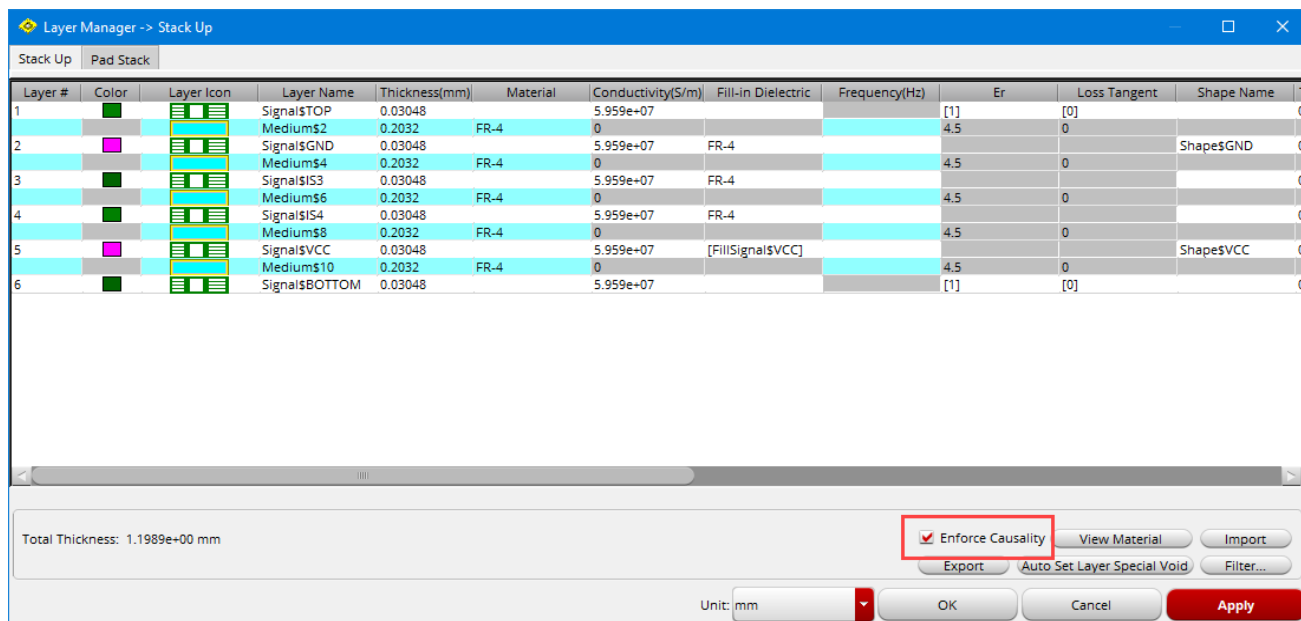 Layer Manager -> Stack Up
Stack Up Pad Stack
Layer # Color Layer Icon Layer Name Thickness(mm) Material Conductivity(S/m) Fill-in Dielectric Frequency(Hz) Er Loss Tangent Shape Name
1 Signal$TOP 0.03048 5.959e+07 [1] [0]
Medium$2 0.2032 FR-4 0 4.5 0
2 Signal$GND 0.03048 5.959e+07 FR-4 Shape$GND
Medium$4 0.2032 FR-4 0 4.5 0
3 Signal$IS3 0.03048 5.959e+07 FR-4
Medium$6 0.2032 FR-4 0 4.5 0
4 Signal$IS4 0.03048 5.959e+07 FR-4
Medium$8 0.2032 FR-4 0 4.5 0
5 Signal$VCC 0.03048 5.959e+07 [FillSignal$VCC] Shape$VCC
Medium$10 0.2032 FR-4 0 4.5 0
6 Signal$BOTTOM 0.03048 5.959e+07 [1] [0]
Total Thickness: 1.1989e+00 mm Enforce Causality View Material Import
Export Auto Set Layer Special Void Filter...
Unit: mm OK Cancel Apply